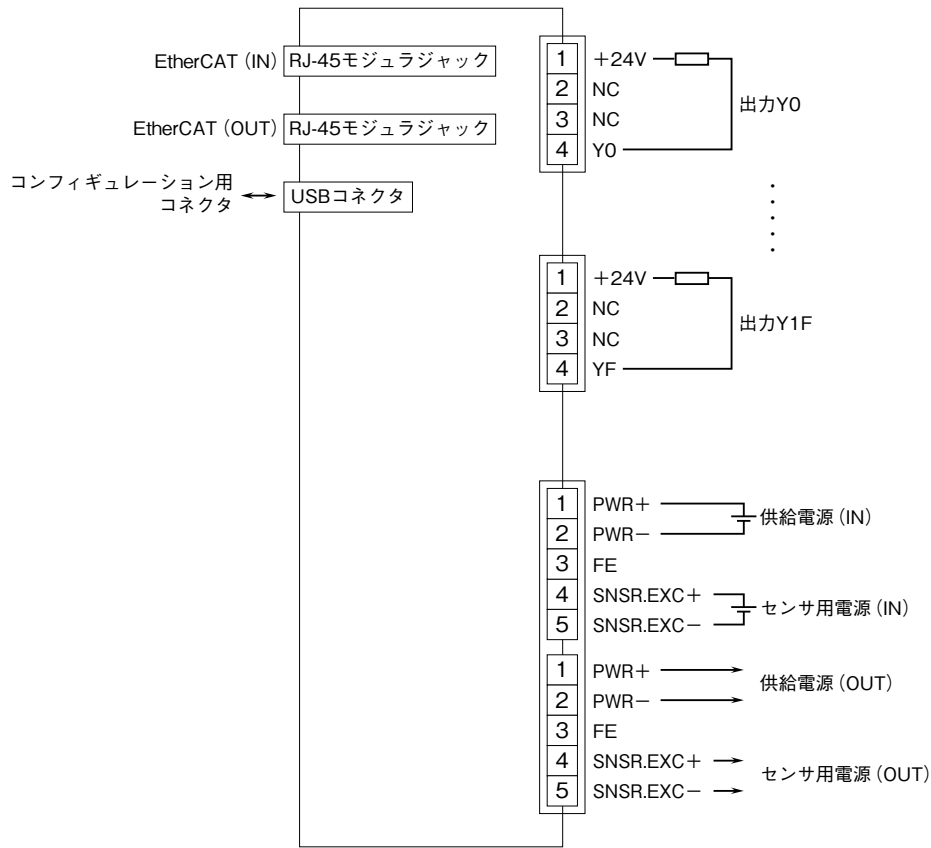 EtherCAT (IN)
RJ-45モジュラジャック
EtherCAT (OUT)
RJ-45モジュラジャック
コンフィギュレーション用
コネクタ
USBコネクタ
1 +24V
2 NC
3 NC
4 Y0
出力Y0
1 +24V
2 NC
3 NC
4 YF
出力Y1F
1 PWR+
2 PWR−
3 FE
4 SNSR.EXC+
5 SNSR.EXC−
供給電源 (IN)
センサ用電源 (IN)
1 PWR+
2 PWR−
3 FE
4 SNSR.EXC+
5 SNSR.EXC−
供給電源 (OUT)
センサ用電源 (OUT)